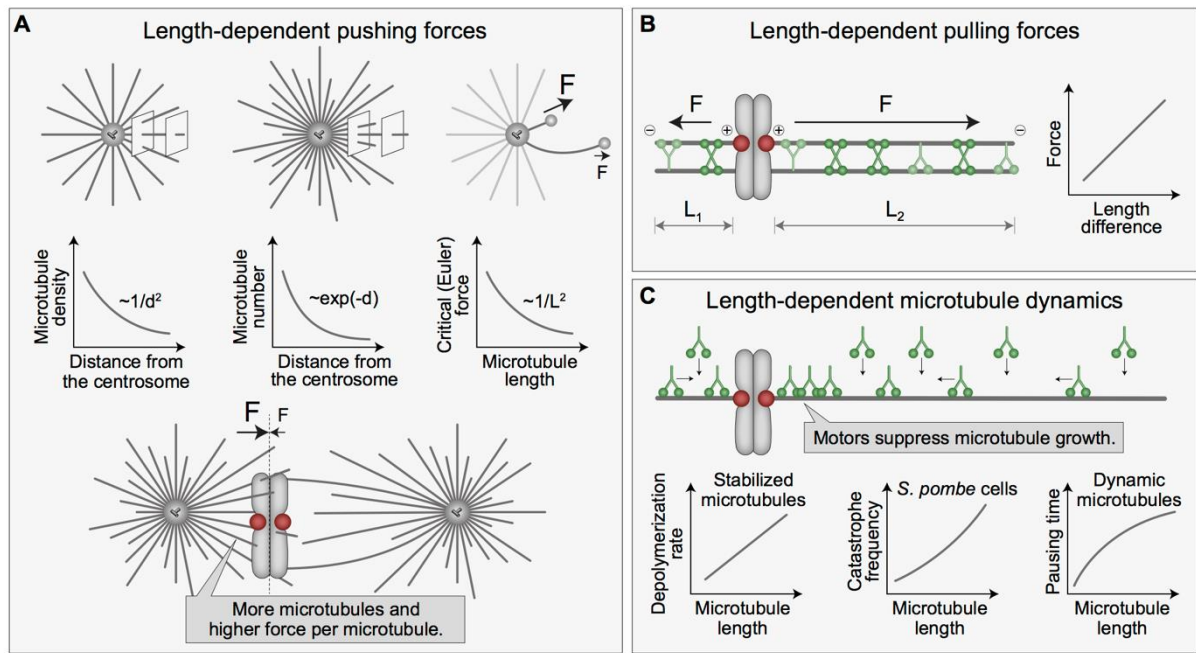 A
Length-dependent pushing forces
F
F
Microtubule
density
~1/d²
Distance from
the centrosome
Microtubule
number
~exp(-d)
Distance from
the centrosome
Critical (Euler)
force
~1/L²
Microtubule
length
F
F
More microtubules and
higher force per microtubule.
B
Length-dependent pulling forces
F
F
− + + −
L₁
L₂
Force
Length
difference
C
Length-dependent microtubule dynamics
Motors suppress microtubule growth.
Depolymerization
rate
Stabilized
microtubules
Microtubule
length
Catastrophe
frequency
S. pombe cells
Microtubule
length
Pausing time
Dynamic
microtubules
Microtubule
length